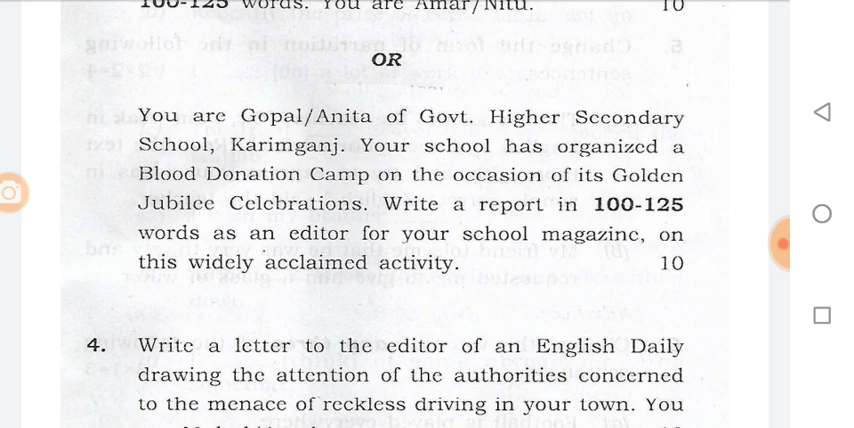 100-125 words. You are Amar/Nitu. 10
OR
You are Gopal/Anita of Govt. Higher Secondary
School, Karimganj. Your school has organized a
Blood Donation Camp on the occasion of its Golden
Jubilee Celebrations. Write a report in 100-125
words as an editor for your school magazine, on
this widely acclaimed activity. 10
4. Write a letter to the editor of an English Daily
drawing the attention of the authorities concerned
to the menace of reckless driving in your town. You